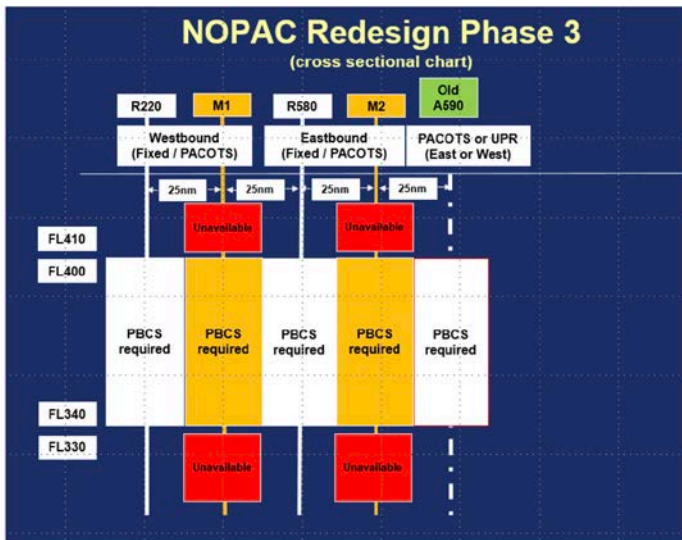 NOPAC Redesign Phase 3
(cross sectional chart)
R220
M1
R580
M2
Old
A590
Westbound
(Fixed / PACOTS)
Eastbound
(Fixed / PACOTS)
PACOTS or UPR
(East or West)
25nm
25nm
25nm
25nm
Unavailable
Unavailable
FL410
FL400
PBCS
required
PBCS
required
PBCS
required
PBCS
required
PBCS
required
FL340
FL330
Unavailable
Unavailable